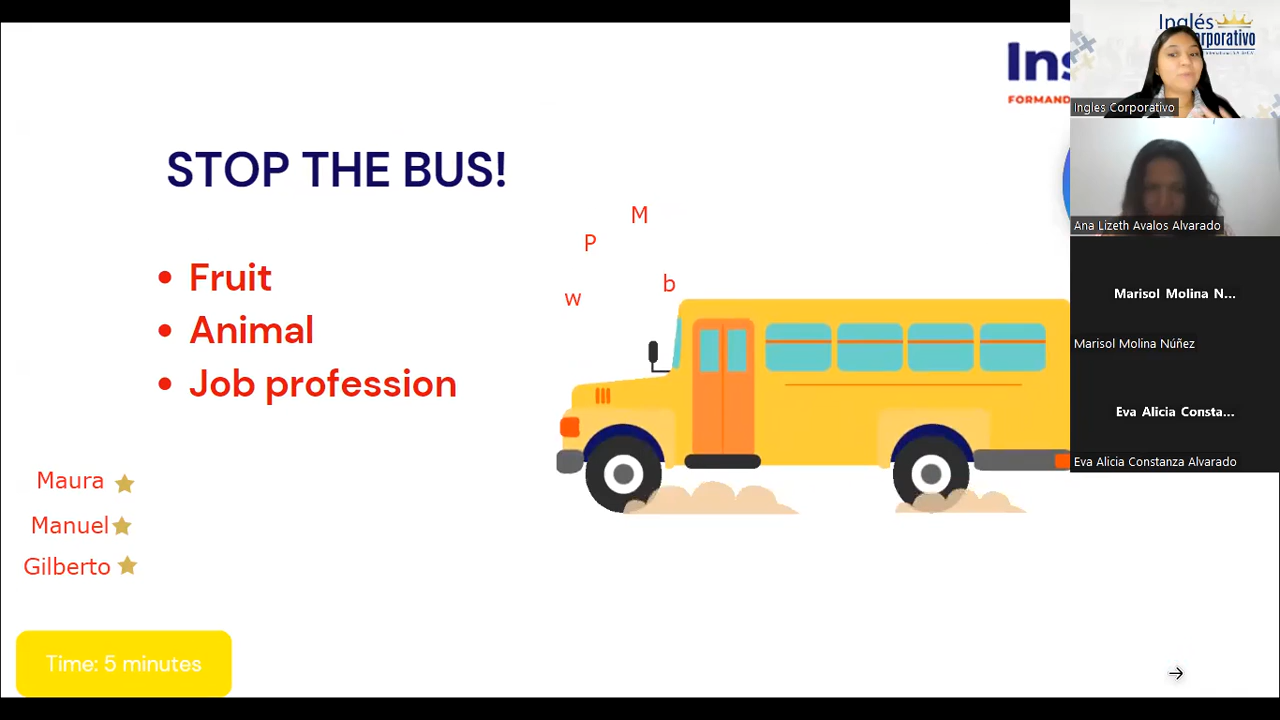 STOP THE BUS!
• Fruit
• Animal
• Job profession
M
P
b
w
Maura
Manuel
Gilberto
Time: 5 minutes
Ins
FORMAND
Inglés
Corporativo
Ingles Corporativo
Ana Lizeth Avalos Alvarado
Marisol Molina N...
Marisol Molina Núñez
Eva Alicia Consta...
Eva Alicia Constanza Alvarado